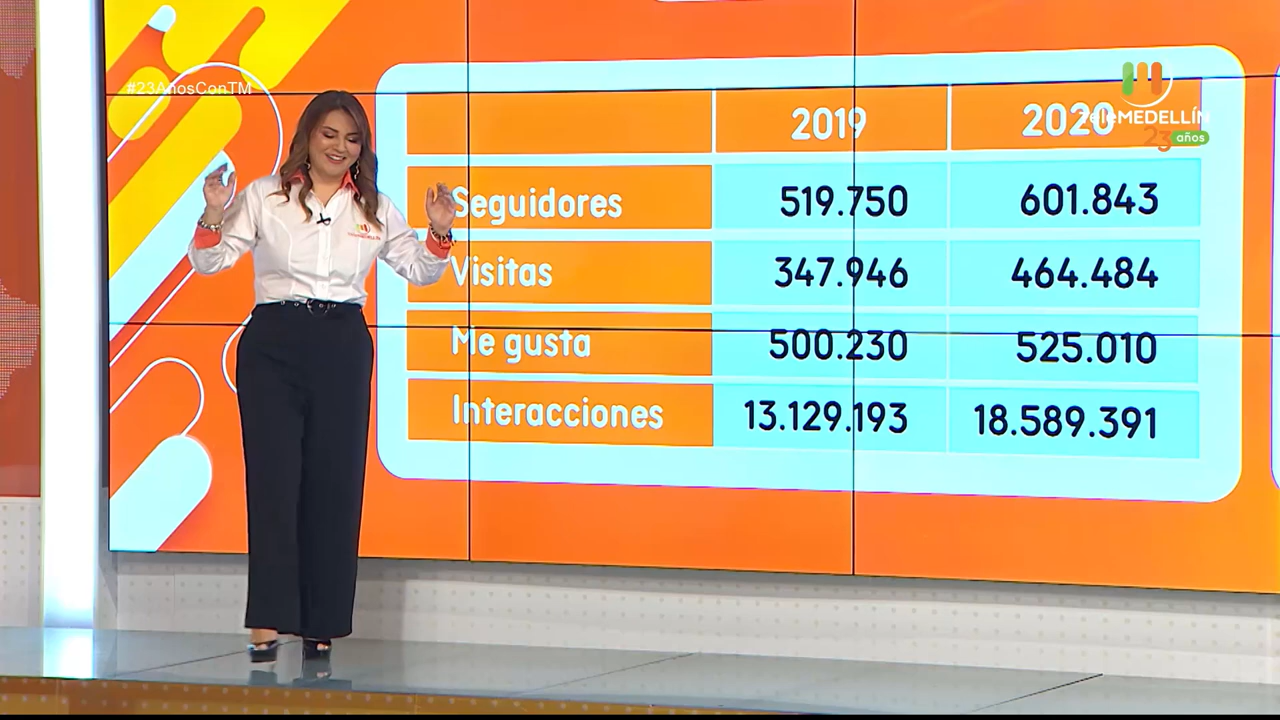 #23AñosConTM
2019 2020
teleMEDELLÍN
23 años
Seguidores 519.750 601.843
Visitas 347.946 464.484
Me gusta 500.230 525.010
Interacciones 13.129.193 18.589.391